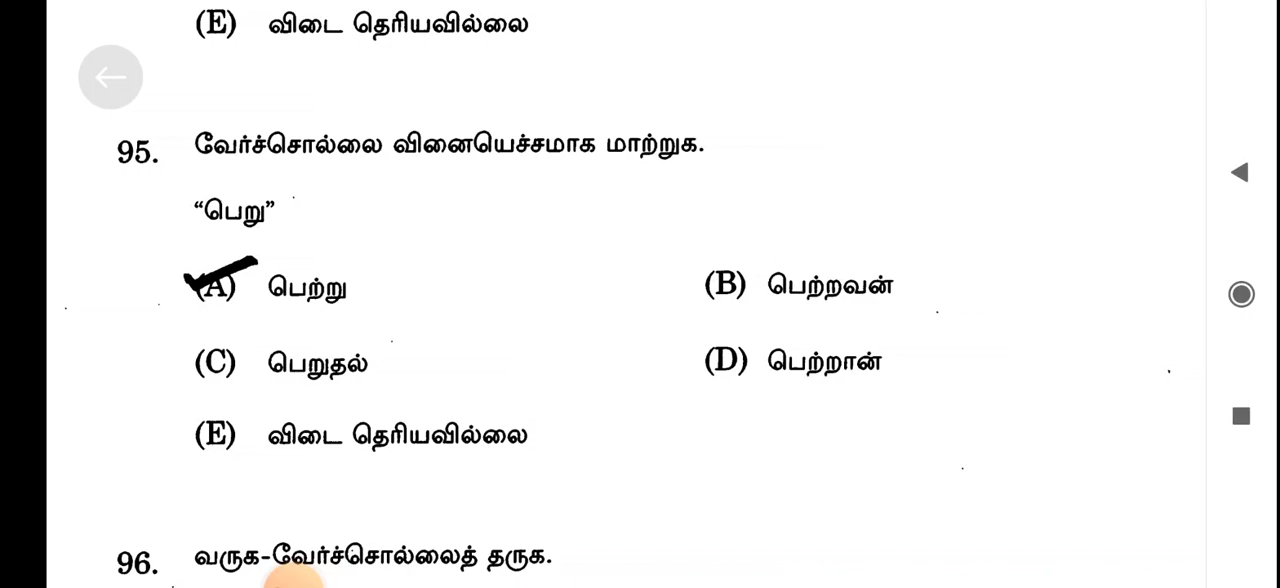 (E) விடை தெரியவில்லை
95. வேர்ச்சொல்லை வினையெச்சமாக மாற்றுக.
“பெறு”
(A) பெற்று (B) பெற்றவன்
(C) பெறுதல் (D) பெற்றான்
(E) விடை தெரியவில்லை
96. வருக-வேர்ச்சொல்லைத் தருக.